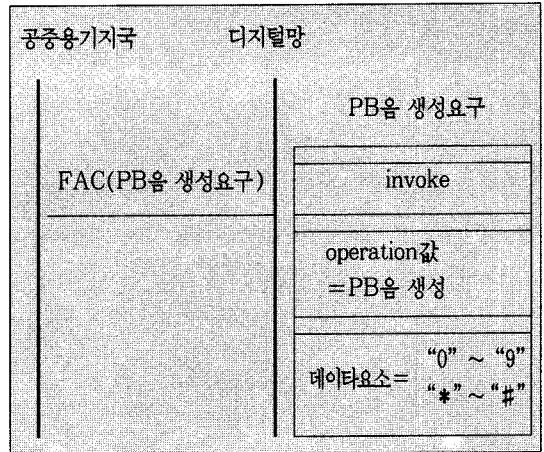 공중용기지국 디지털망
PB음 생성요구
FAC(PB음 생성요구)
invoke
operation값
=PB음 생성
데이타요소= "0" ~ "9"
"*" ~ "#"